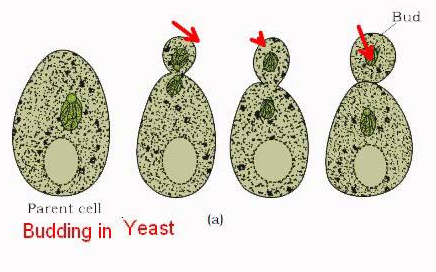 Bud
Parent cell
(a)
Budding in Yeast